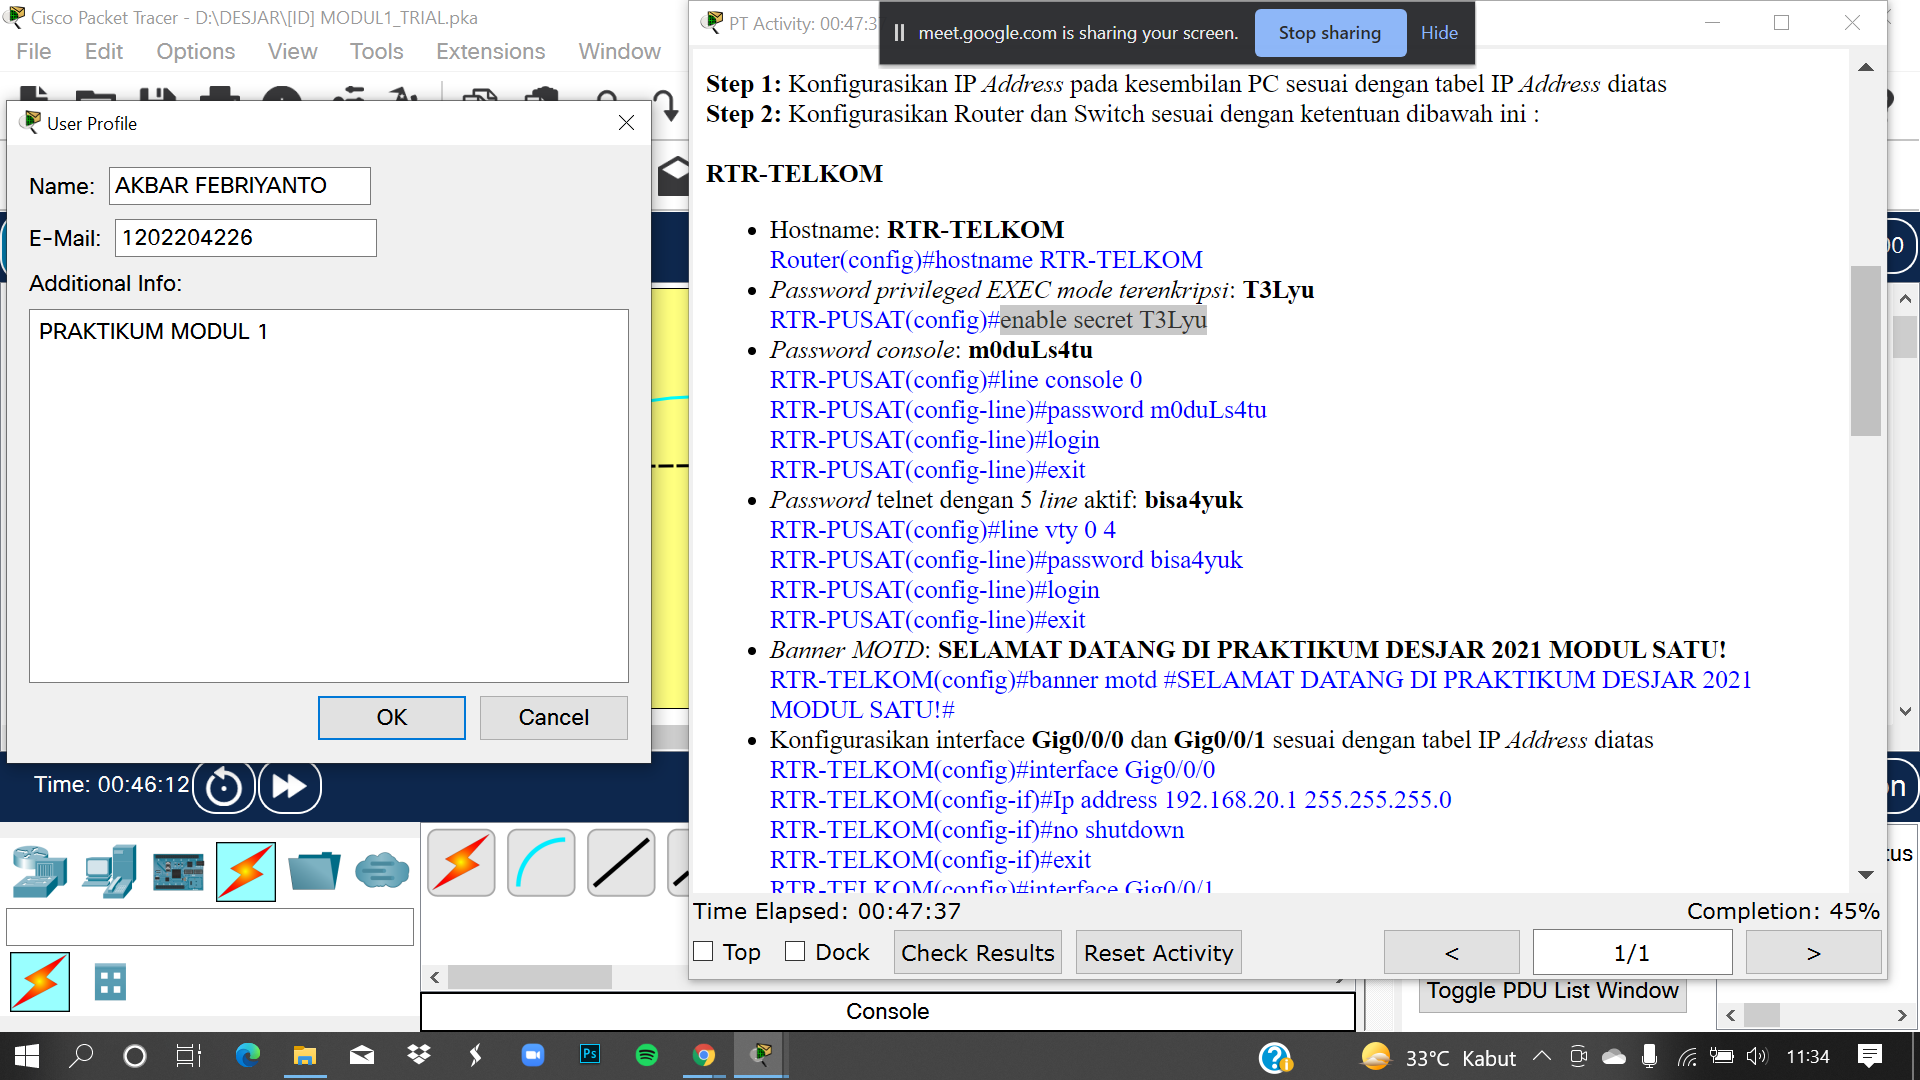 Cisco Packet Tracer - D:\DESJAR\[ID] MODUL1_TRIAL.pka
File Edit Options View Tools Extensions Window
User Profile
Name: AKBAR FEBRIYANTO
E-Mail: 1202204226
Additional Info:
PRAKTIKUM MODUL 1
OK Cancel
Time: 00:46:12
PT Activity: 00:47:3
meet.google.com is sharing your screen. Stop sharing Hide
Step 1: Konfigurasikan IP Address pada kesembilan PC sesuai dengan tabel IP Address diatas
Step 2: Konfigurasikan Router dan Switch sesuai dengan ketentuan dibawah ini :
RTR-TELKOM
• Hostname: RTR-TELKOM
Router(config)#hostname RTR-TELKOM
• Password privileged EXEC mode terenkripsi: T3Lyu
RTR-PUSAT(config)#enable secret T3Lyu
• Password console: m0duLs4tu
RTR-PUSAT(config)#line console 0
RTR-PUSAT(config-line)#password m0duLs4tu
RTR-PUSAT(config-line)#login
RTR-PUSAT(config-line)#exit
• Password telnet dengan 5 line aktif: bisa4yuk
RTR-PUSAT(config)#line vty 0 4
RTR-PUSAT(config-line)#password bisa4yuk
RTR-PUSAT(config-line)#login
RTR-PUSAT(config-line)#exit
• Banner MOTD: SELAMAT DATANG DI PRAKTIKUM DESJAR 2021 MODUL SATU!
RTR-TELKOM(config)#banner motd #SELAMAT DATANG DI PRAKTIKUM DESJAR 2021
MODUL SATU!#
• Konfigurasikan interface Gig0/0/0 dan Gig0/0/1 sesuai dengan tabel IP Address diatas
RTR-TELKOM(config)#interface Gig0/0/0
RTR-TELKOM(config-if)#Ip address 192.168.20.1 255.255.255.0
RTR-TELKOM(config-if)#no shutdown
RTR-TELKOM(config-if)#exit
RTR-TELKOM(config)#interface Gig0/0/1
Time Elapsed: 00:47:37 Completion: 45%
Top Dock Check Results Reset Activity < 1/1 >
Toggle PDU List Window
Console
Ps
33°C Kabut
11:34